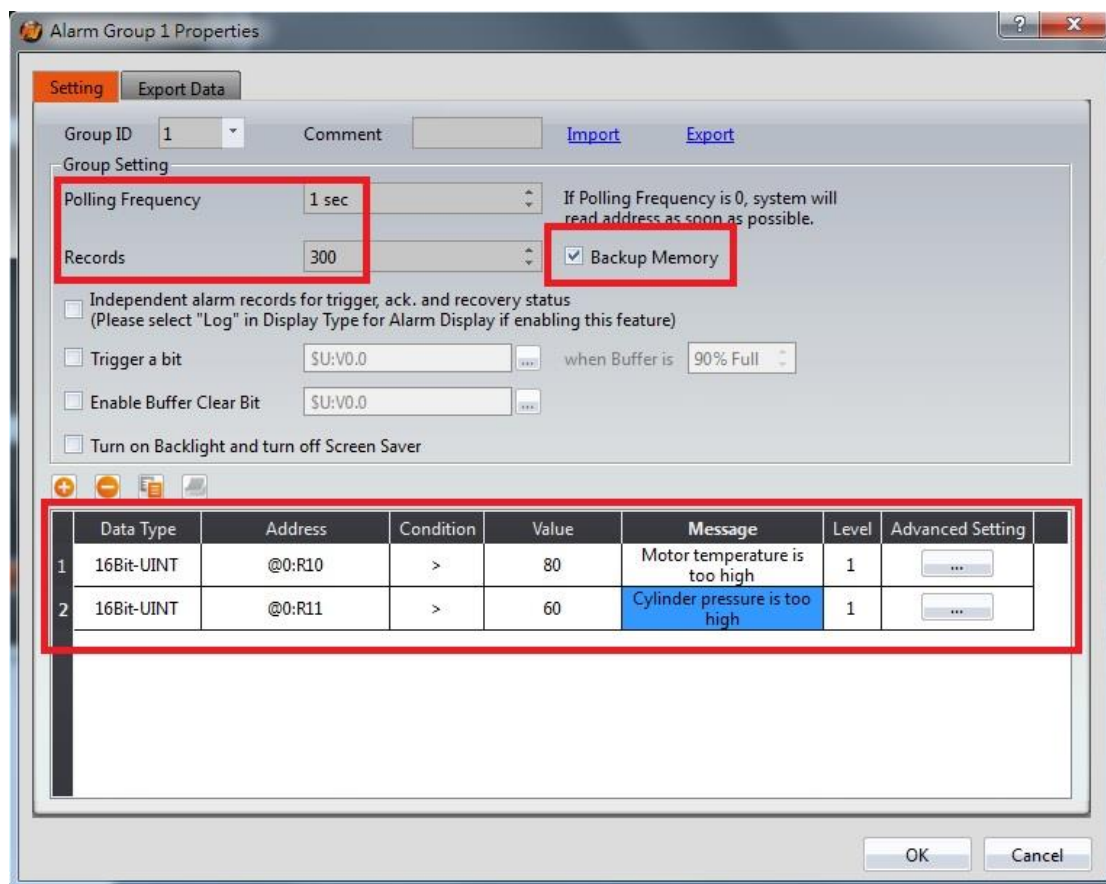 Alarm Group 1 Properties
?
X
Setting
Export Data
Group ID 1 Comment Import Export
Group Setting
Polling Frequency 1 sec If Polling Frequency is 0, system will
read address as soon as possible.
Records 300 Backup Memory
Independent alarm records for trigger, ack. and recovery status
(Please select "Log" in Display Type for Alarm Display if enabling this feature)
Trigger a bit $U:V0.0 ... when Buffer is 90% Full
Enable Buffer Clear Bit $U:V0.0 ...
Turn on Backlight and turn off Screen Saver
Data Type Address Condition Value Message Level Advanced Setting
1 16Bit-UINT @0:R10 > 80 Motor temperature is 1 ...
too high
2 16Bit-UINT @0:R11 > 60 Cylinder pressure is too 1 ...
high
OK Cancel